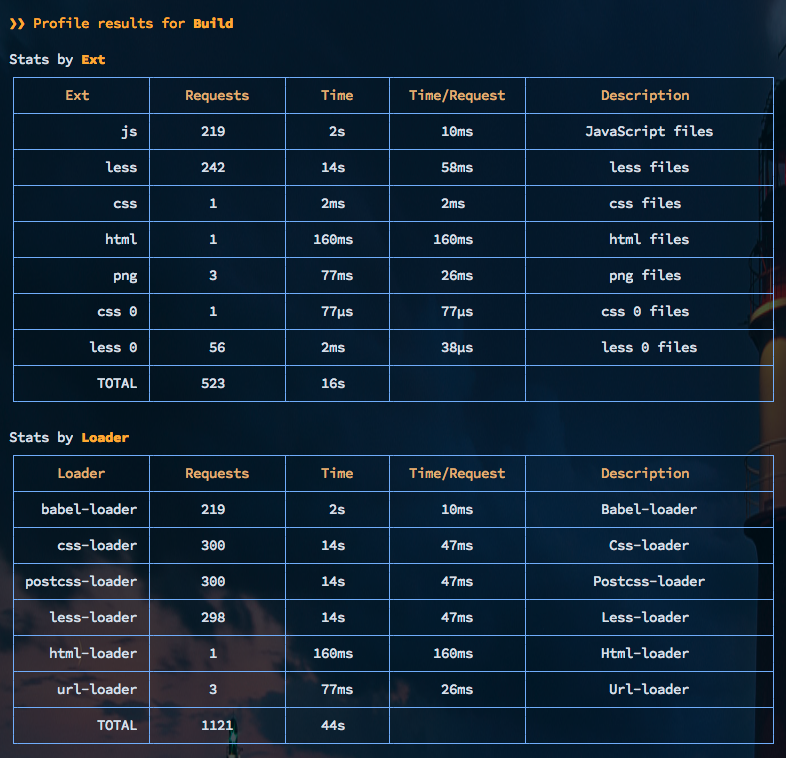 ❯❯ Profile results for Build
Stats by Ext
Ext Requests Time Time/Request Description
js 219 2s 10ms JavaScript files
less 242 14s 58ms less files
css 1 2ms 2ms css files
html 1 160ms 160ms html files
png 3 77ms 26ms png files
css 0 1 77µs 77µs css 0 files
less 0 56 2ms 38µs less 0 files
TOTAL 523 16s
Stats by Loader
Loader Requests Time Time/Request Description
babel-loader 219 2s 10ms Babel-loader
css-loader 300 14s 47ms Css-loader
postcss-loader 300 14s 47ms Postcss-loader
less-loader 298 14s 47ms Less-loader
html-loader 1 160ms 160ms Html-loader
url-loader 3 77ms 26ms Url-loader
TOTAL 1121 44s